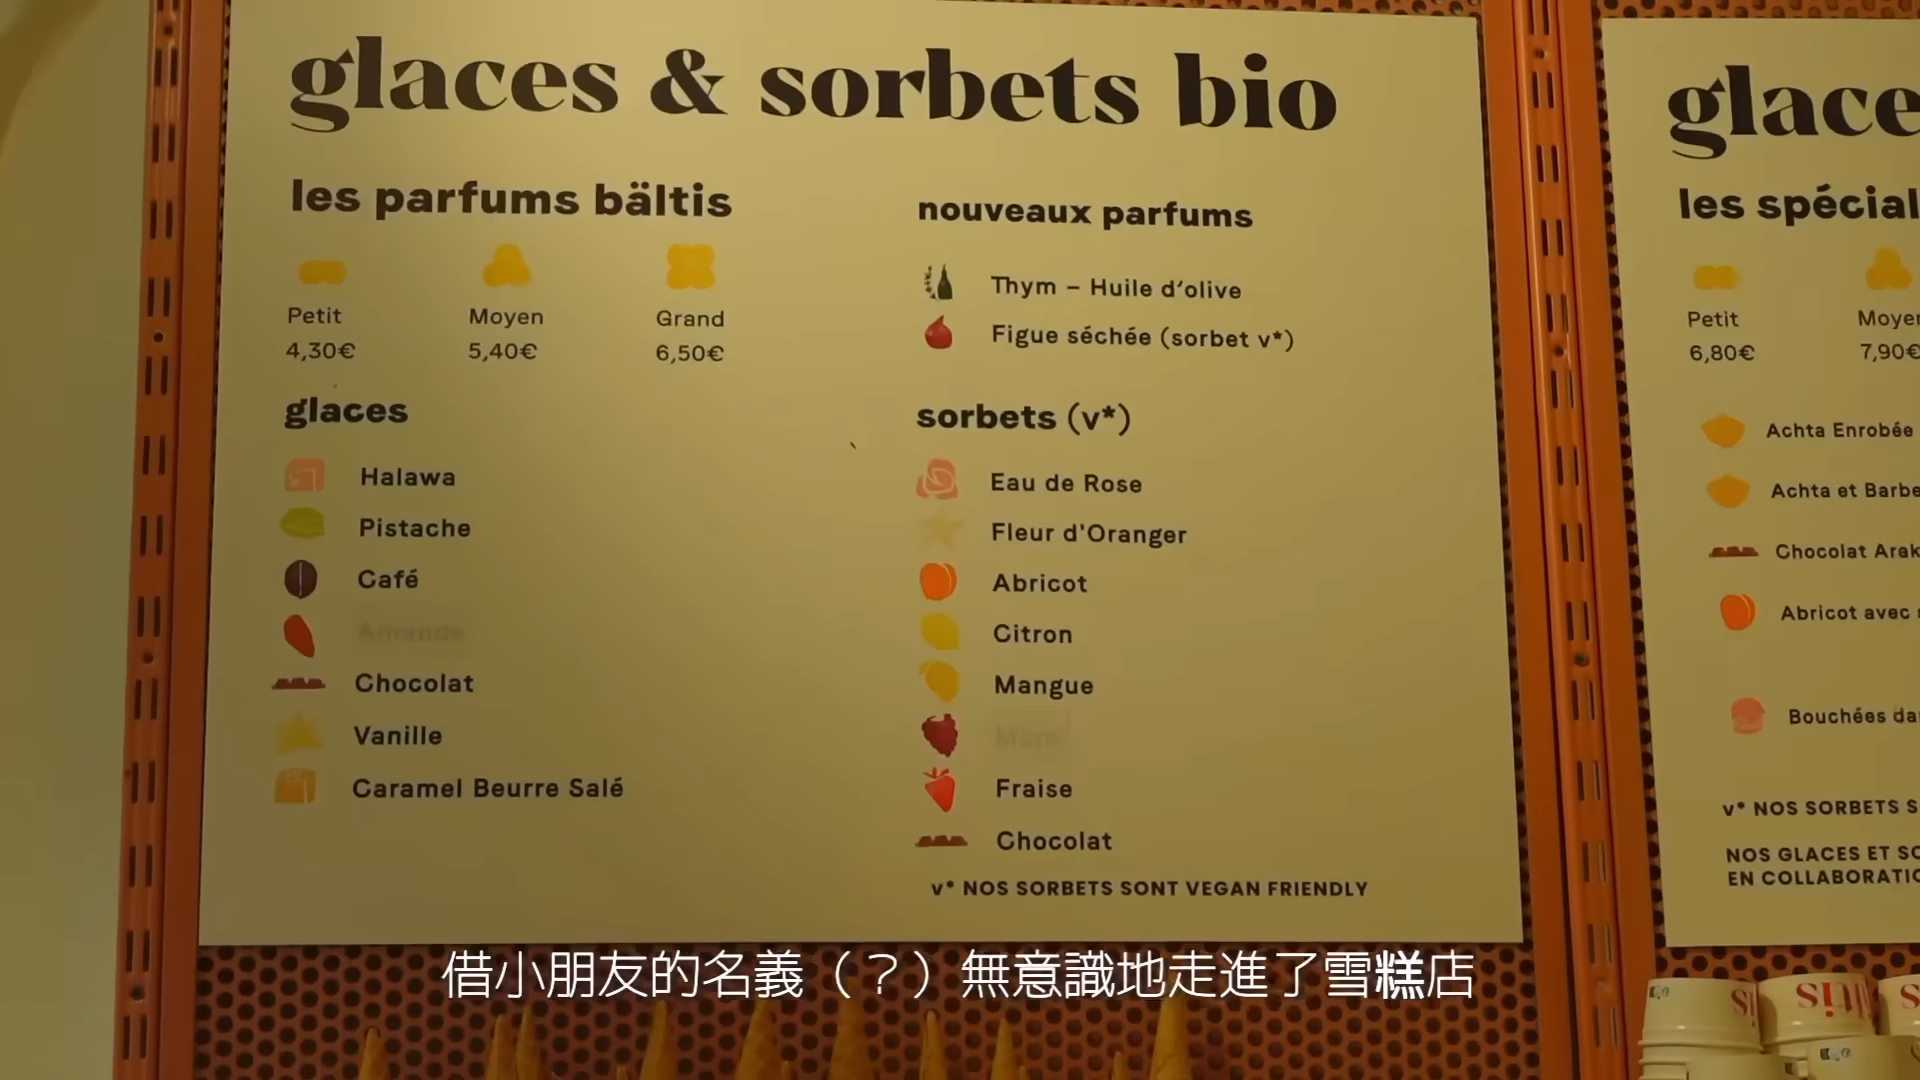 glaces & sorbets bio
les parfums bältis
Petit
4,30€
Moyen
5,40€
Grand
6,50€
glaces
Halawa
Pistache
Café
Amande
Chocolat
Vanille
Caramel Beurre Salé
nouveaux parfums
Thym – Huile d'olive
Figue séchée (sorbet v*)
sorbets (v*)
Eau de Rose
Fleur d'Oranger
Abricot
Citron
Mangue
Fraise
Chocolat
v* NOS SORBETS SONT VEGAN FRIENDLY
glace
les spécial
Petit
6,80€
Moyen
7,90€
Achta Enrobée
Achta et Barbe
Chocolat Arak
Abricot avec
Bouchées da
v* NOS SORBETS S
NOS GLACES ET SO
EN COLLABORATIO
借小朋友的名義（？）無意識地走進了雪糕店